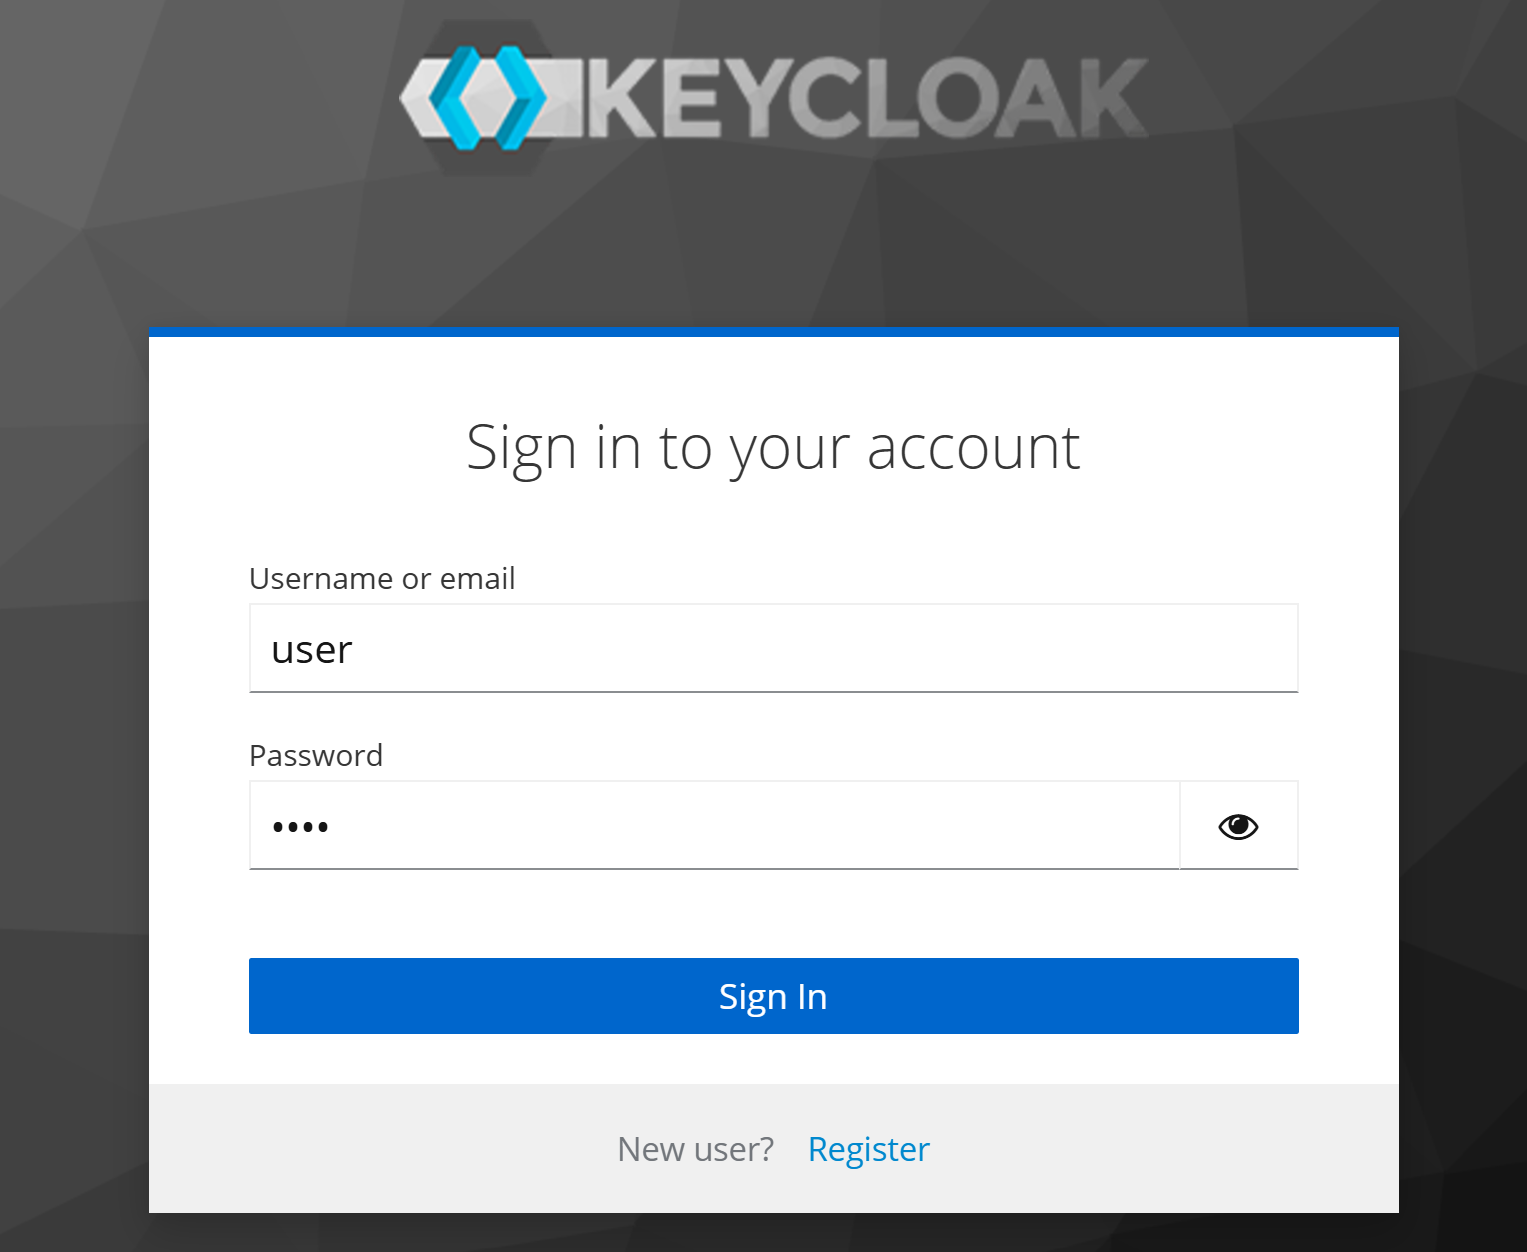 KEYCLOAK
Sign in to your account
Username or email
user
Password
••••
Sign In
New user? Register